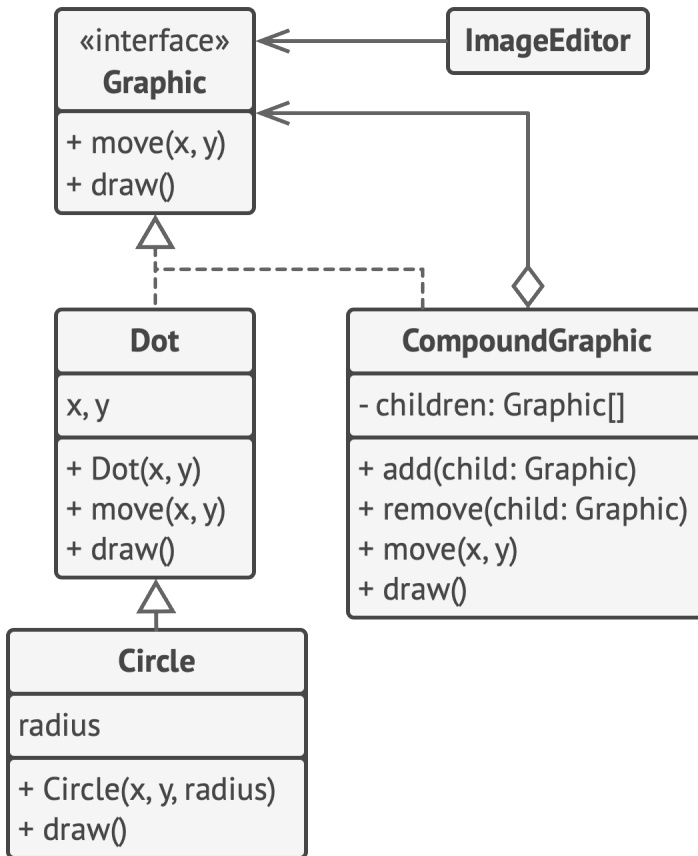 «interface»
Graphic
+ move(x, y)
+ draw()
ImageEditor
Dot
x, y
+ Dot(x, y)
+ move(x, y)
+ draw()
CompoundGraphic
- children: Graphic[]
+ add(child: Graphic)
+ remove(child: Graphic)
+ move(x, y)
+ draw()
Circle
radius
+ Circle(x, y, radius)
+ draw()